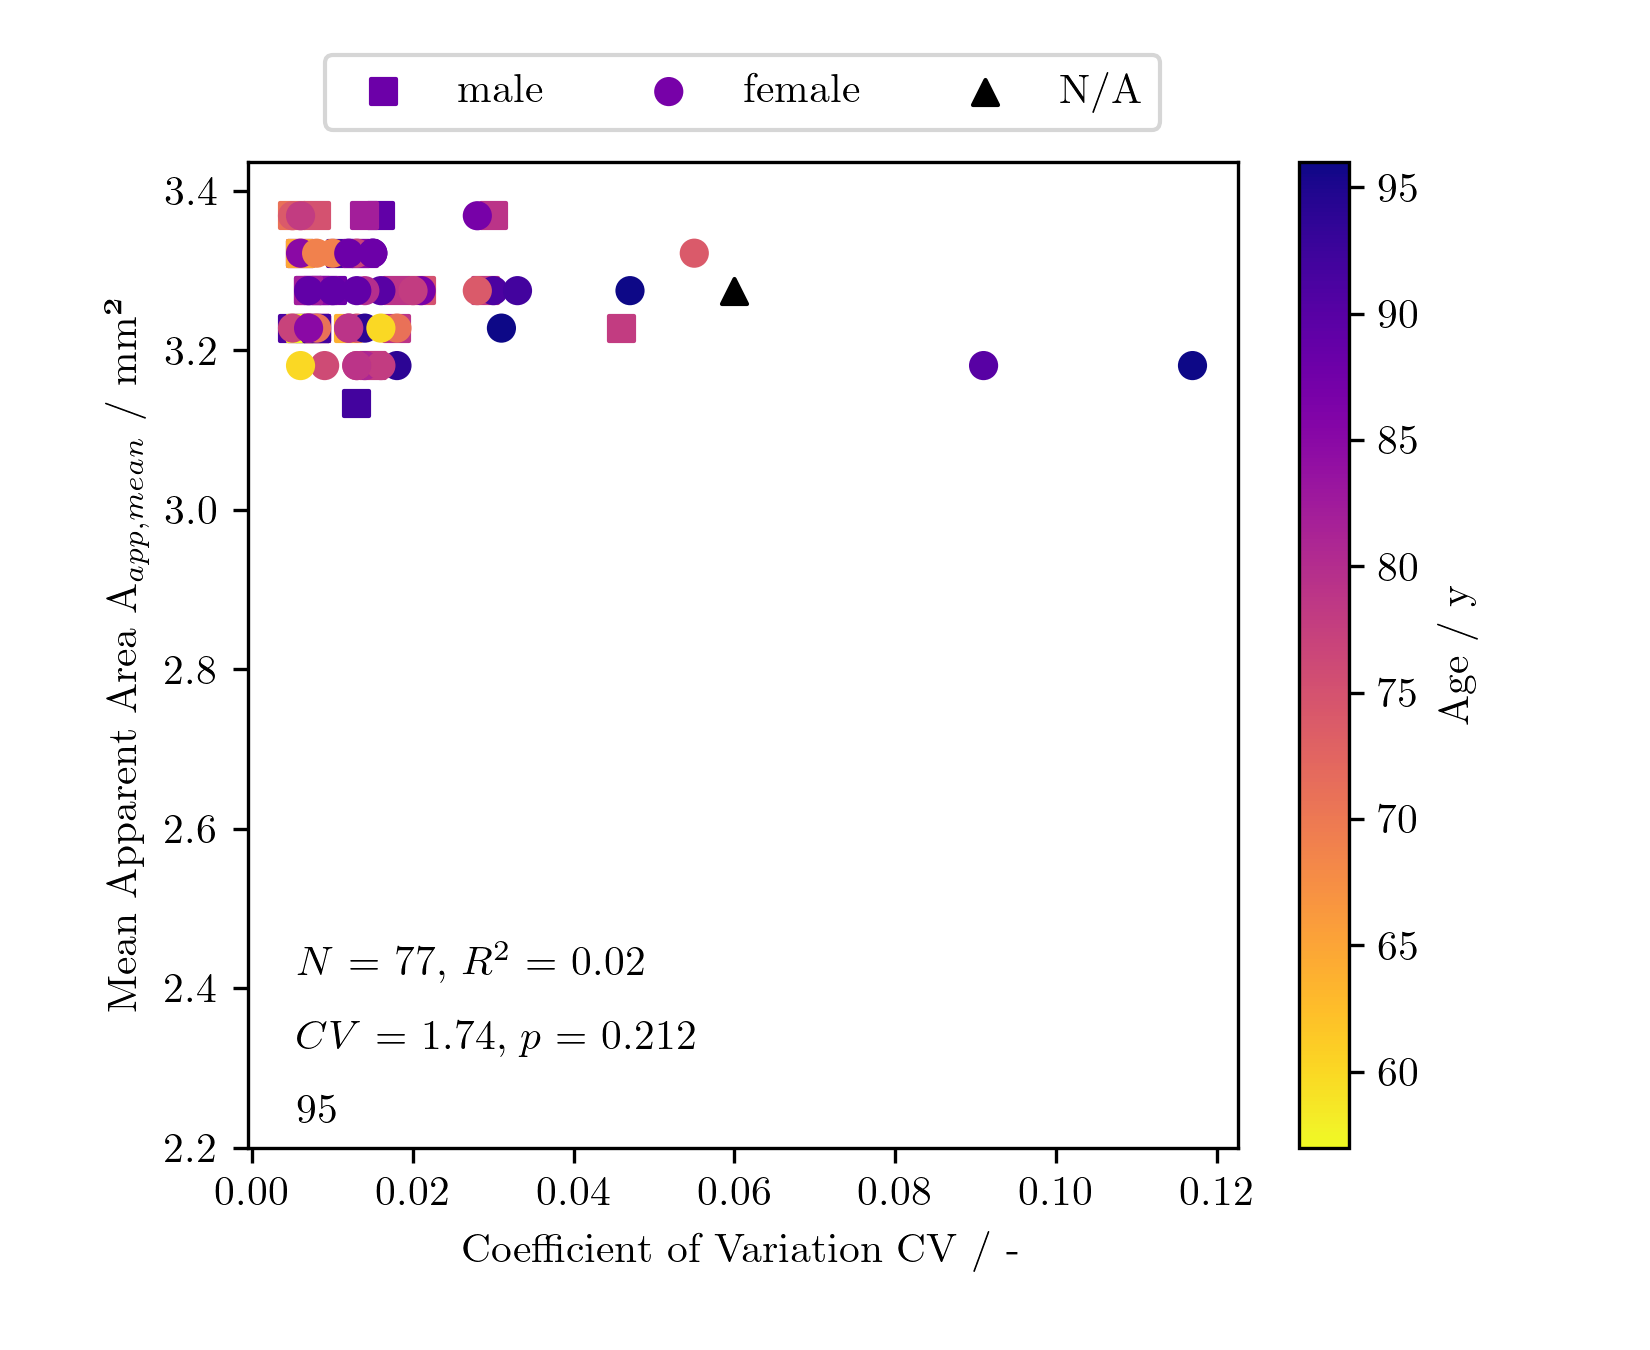 male female N/A
3.4
3.2
3.0
2.8
2.6
2.4
2.2
Mean Apparent Area A_{app,mean} / mm²
N = 77, R² = 0.02
CV = 1.74, p = 0.212
95
0.00 0.02 0.04 0.06 0.08 0.10 0.12
Coefficient of Variation CV / -
95
90
85
80
75
70
65
60
Age / y